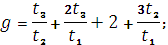 g = t₃/t₂ + 2t₃/t₁ + 2 + 3t₂/t₁;